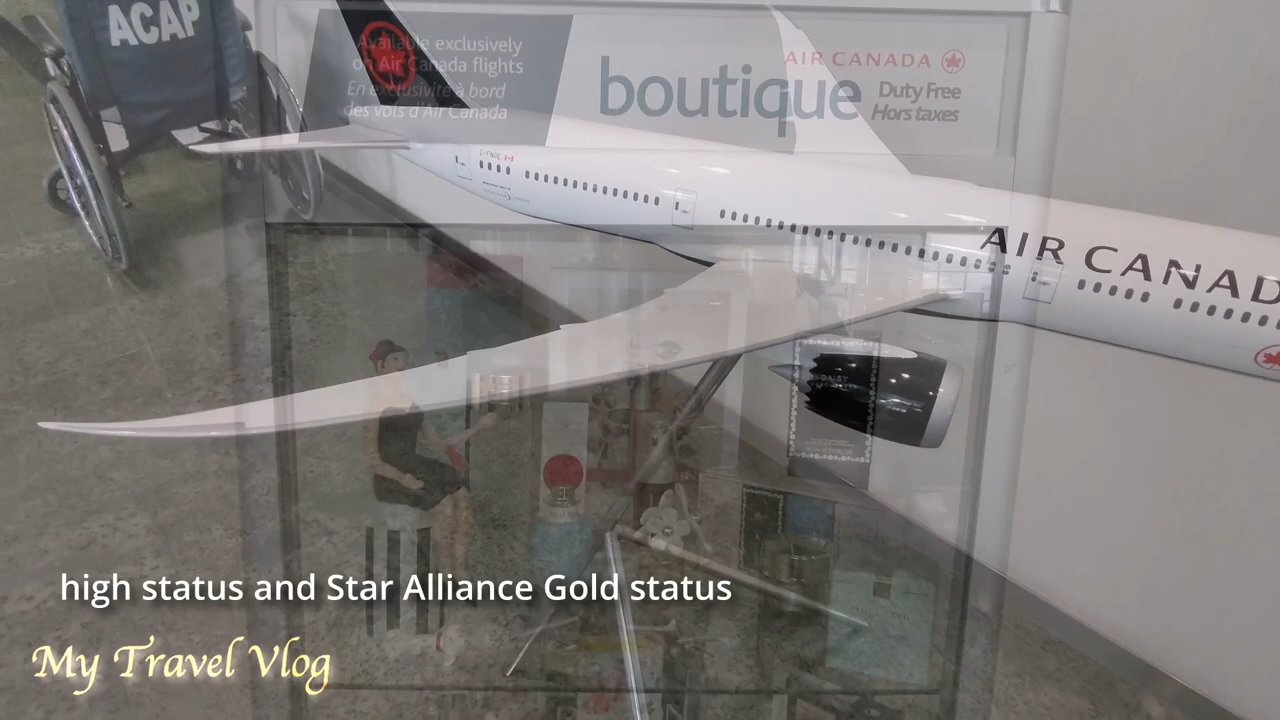 ACAP
Available exclusively
on Air Canada flights
En exclusivité à bord
des vols d'Air Canada
boutique
AIR CANADA
Duty Free
Hors taxes
AIR CANAD
DAISY
high status and Star Alliance Gold status
My Travel Vlog